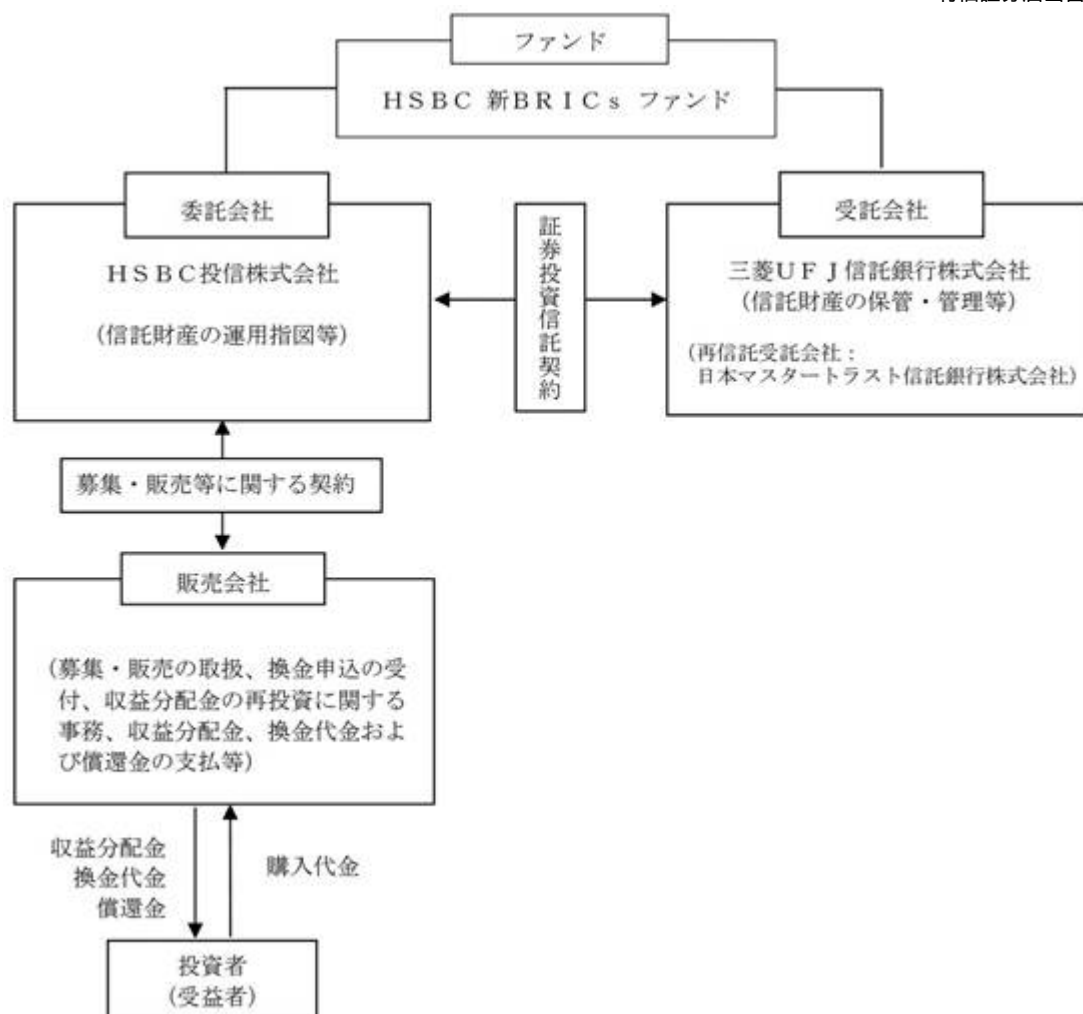 ファンド
HSBC 新BRICs ファンド
委託会社
HSBC投信株式会社
(信託財産の運用指図等)
証券投資信託契約
受託会社
三菱UFJ信託銀行株式会社
(信託財産の保管・管理等)
(再信託受託会社:
日本マスタートラスト信託銀行株式会社)
募集・販売等に関する契約
販売会社
(募集・販売の取扱、換金申込の受
付、収益分配金の再投資に関する
事務、収益分配金、換金代金およ
び償還金の支払等)
収益分配金
換金代金
償還金
購入代金
投資者
(受益者)